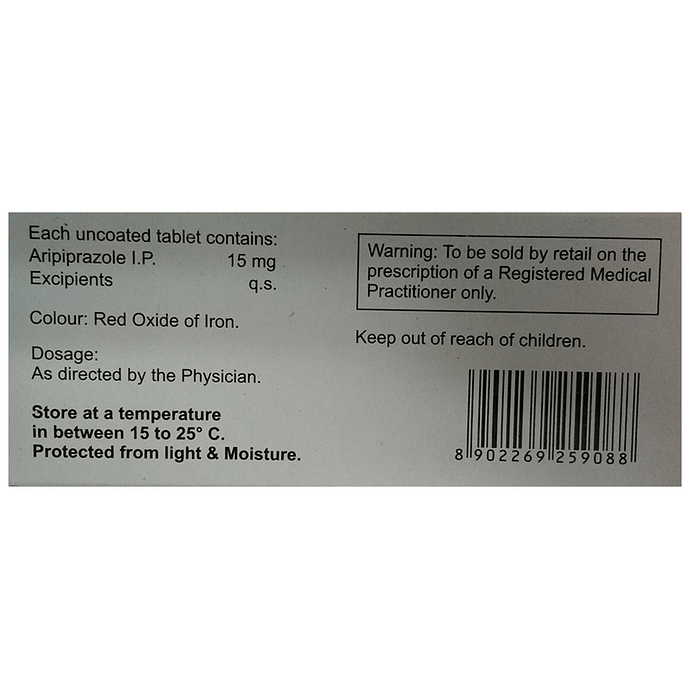 Each uncoated tablet contains:
Aripiprazole I.P. 15 mg
Excipients q.s.
Colour: Red Oxide of Iron.
Dosage:
As directed by the Physician.
Store at a temperature
in between 15 to 25° C.
Protected from light & Moisture.
Warning: To be sold by retail on the
prescription of a Registered Medical
Practitioner only.
Keep out of reach of children.
8 902269 259088